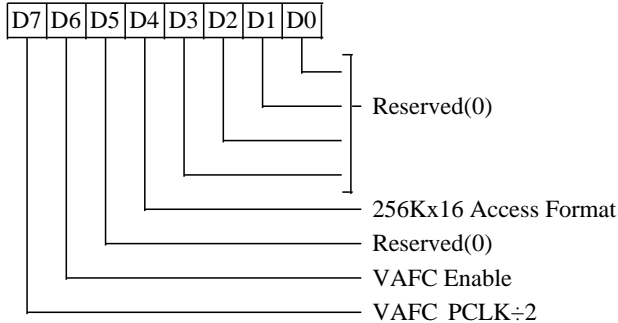 D7 D6 D5 D4 D3 D2 D1 D0
Reserved(0)
256Kx16 Access Format
Reserved(0)
VAFC Enable
VAFC PCLK÷2